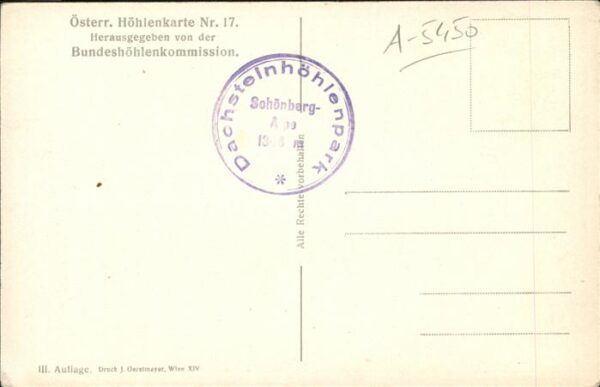 Österr. Höhlenkarte Nr. 17.
Herausgegeben von der
Bundeshöhlenkommission.
A-5450
Dachsteinhöhlenpark
Schönberg-
m
*
Alle Rechte vorbehalten
III. Auflage. Druck J. Gerstmayer, Wien XIV